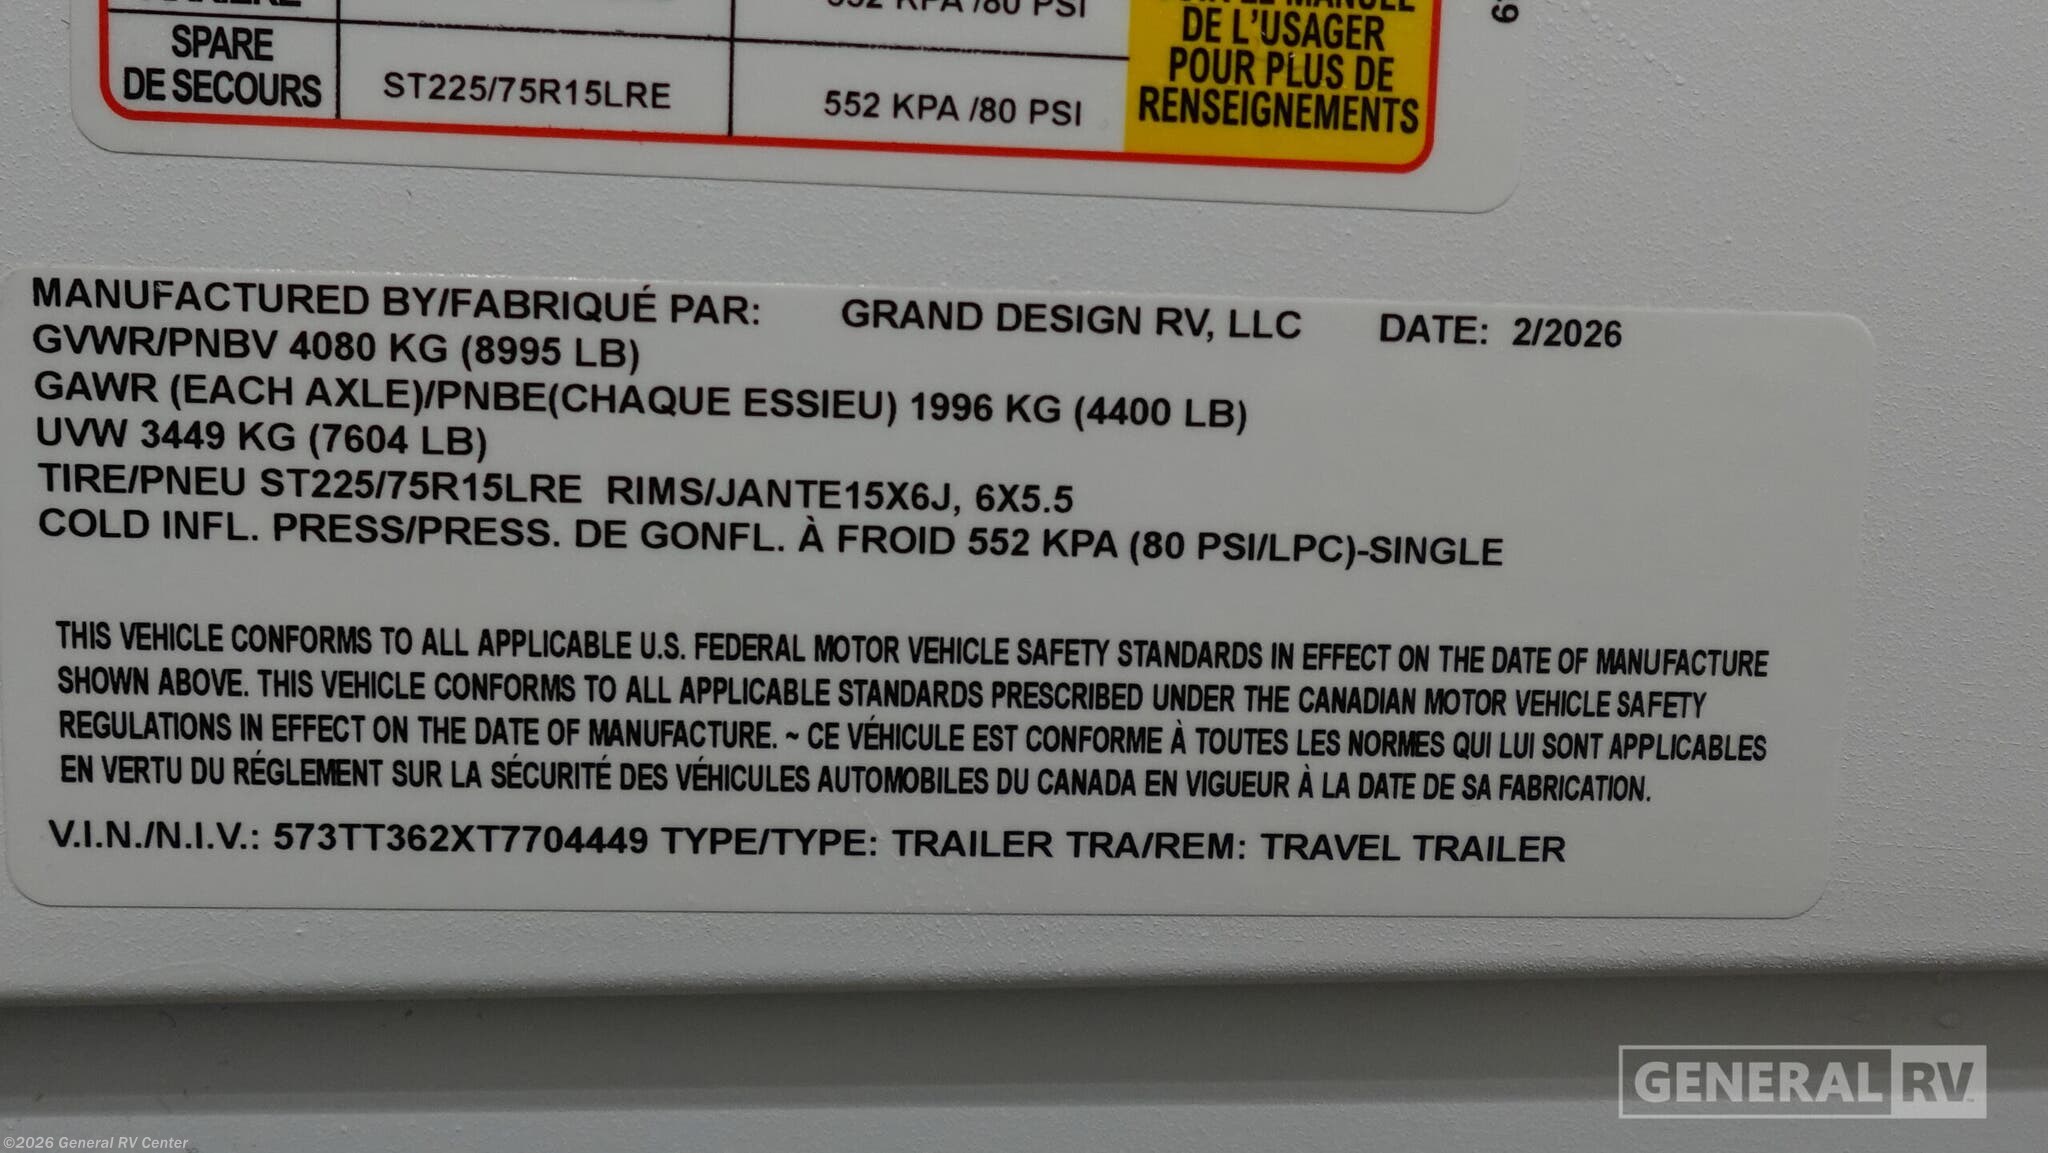 552 KPA /80 PSI
DE L'USAGER
POUR PLUS DE
RENSEIGNEMENTS
SPARE
DE SECOURS
ST225/75R15LRE
552 KPA /80 PSI
MANUFACTURED BY/FABRIQUÉ PAR: GRAND DESIGN RV, LLC DATE: 2/2026
GVWR/PNBV 4080 KG (8995 LB)
GAWR (EACH AXLE)/PNBE(CHAQUE ESSIEU) 1996 KG (4400 LB)
UVW 3449 KG (7604 LB)
TIRE/PNEU ST225/75R15LRE RIMS/JANTE15X6J, 6X5.5
COLD INFL. PRESS/PRESS. DE GONFL. À FROID 552 KPA (80 PSI/LPC)-SINGLE
THIS VEHICLE CONFORMS TO ALL APPLICABLE U.S. FEDERAL MOTOR VEHICLE SAFETY STANDARDS IN EFFECT ON THE DATE OF MANUFACTURE
SHOWN ABOVE. THIS VEHICLE CONFORMS TO ALL APPLICABLE STANDARDS PRESCRIBED UNDER THE CANADIAN MOTOR VEHICLE SAFETY
REGULATIONS IN EFFECT ON THE DATE OF MANUFACTURE. ~ CE VÉHICULE EST CONFORME À TOUTES LES NORMES QUI LUI SONT APPLICABLES
EN VERTU DU RÉGLEMENT SUR LA SÉCURITÉ DES VÉHICULES AUTOMOBILES DU CANADA EN VIGUEUR À LA DATE DE SA FABRICATION.
V.I.N./N.I.V.: 573TT362XT7704449 TYPE/TYPE: TRAILER TRA/REM: TRAVEL TRAILER
GENERAL RV
©2026 General RV Center